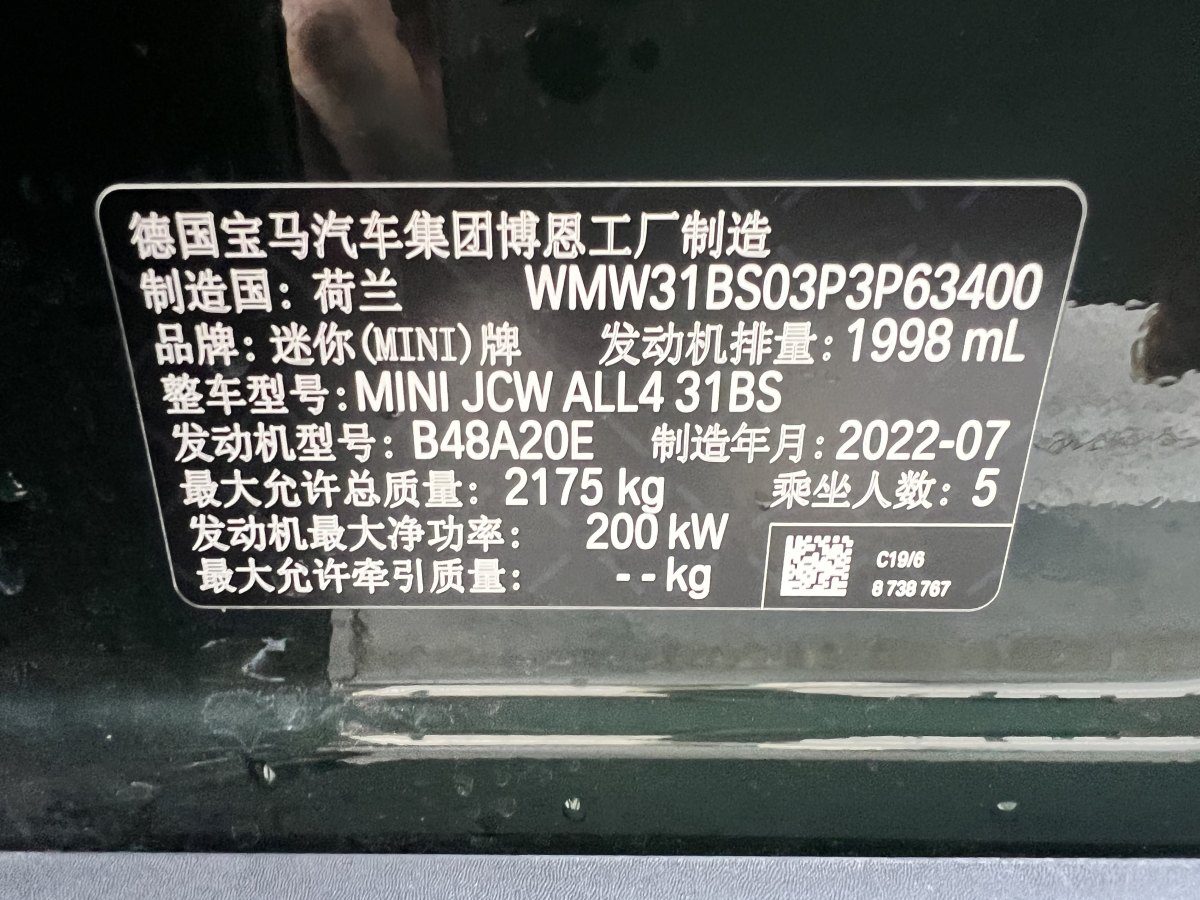 德国宝马汽车集团博恩工厂制造
制造国：荷兰 WMW31BS03P3P63400
品牌：迷你(MINI)牌 发动机排量：1998 mL
整车型号：MINI JCW ALL4 31BS
发动机型号：B48A20E 制造年月：2022-07
最大允许总质量：2175 kg 乘坐人数：5
发动机最大净功率：200 kW
最大允许牵引质量：--kg
C19/6
8 738 767